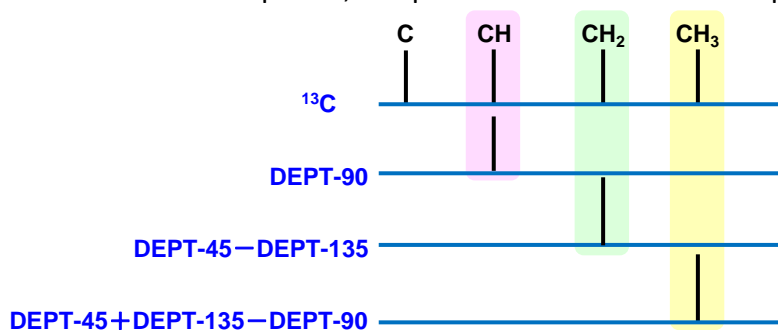 C CH CH₂ CH₃
¹³C
DEPT-90
DEPT-45－DEPT-135
DEPT-45＋DEPT-135－DEPT-90